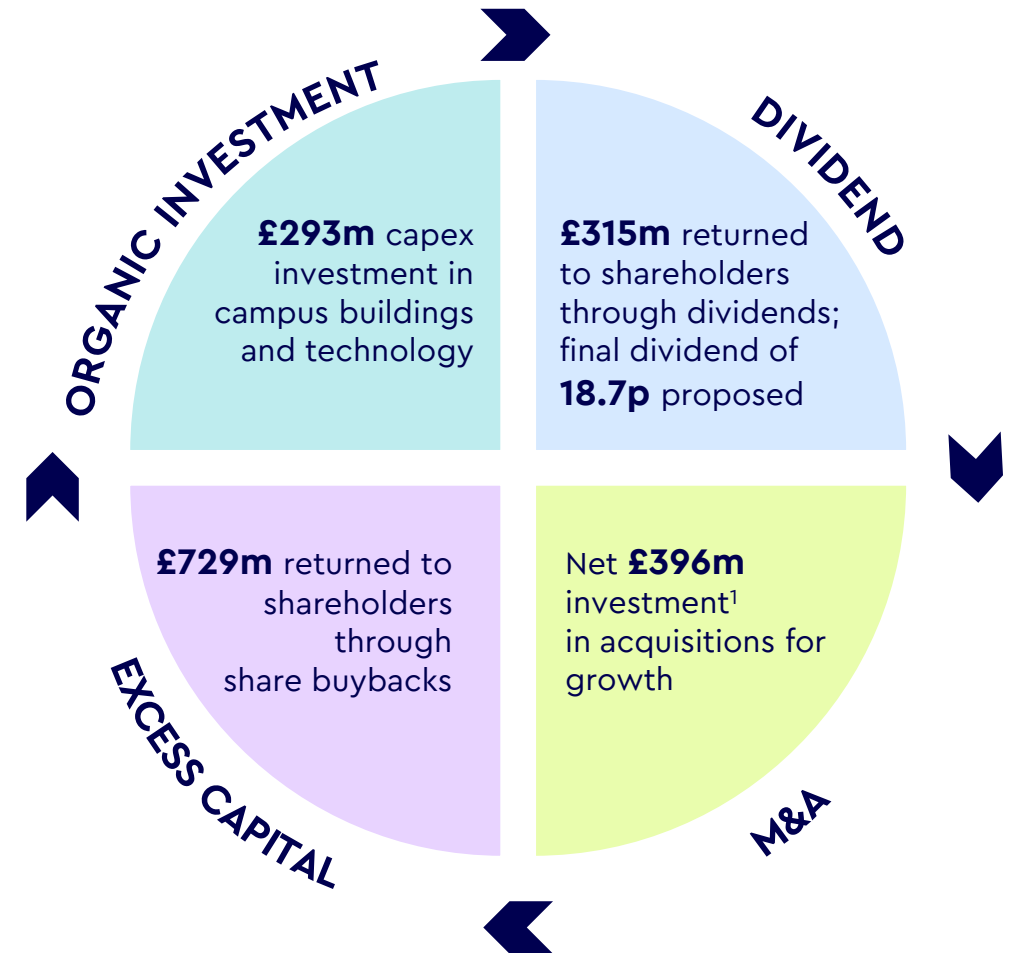 ORGANIC INVESTMENT
£293m capex
investment in
campus buildings
and technology
DIVIDEND
£315m returned
to shareholders
through dividends;
final dividend of
18.7p proposed
M&A
Net £396m
investment¹
in acquisitions for
growth
EXCESS CAPITAL
£729m returned to
shareholders
through
share buybacks